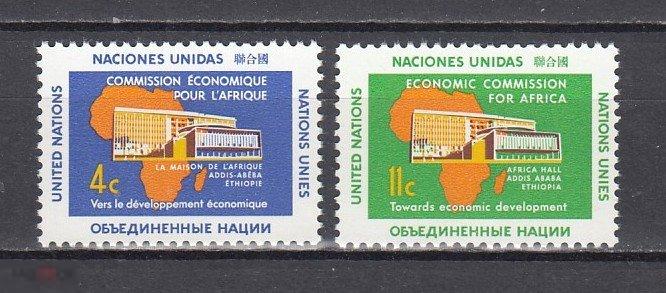 NACIONES UNIDAS 聯合國
UNITED NATIONS
COMMISSION ÉCONOMIQUE
POUR L'AFRIQUE
LA MAISON DE L'AFRIQUE
ADDIS-ABÉBA
ÉTHIOPIE
4c
Vers le développement économique
NATIONS UNIES
ОБЪЕДИНЕННЫЕ НАЦИИ
NACIONES UNIDAS 聯合國
UNITED NATIONS
ECONOMIC COMMISSION
FOR AFRICA
AFRICA HALL
ADDIS ABABA
ETHIOPIA
11c
Towards economic development
NATIONS UNIES
ОБЪЕДИНЕННЫЕ НАЦИИ